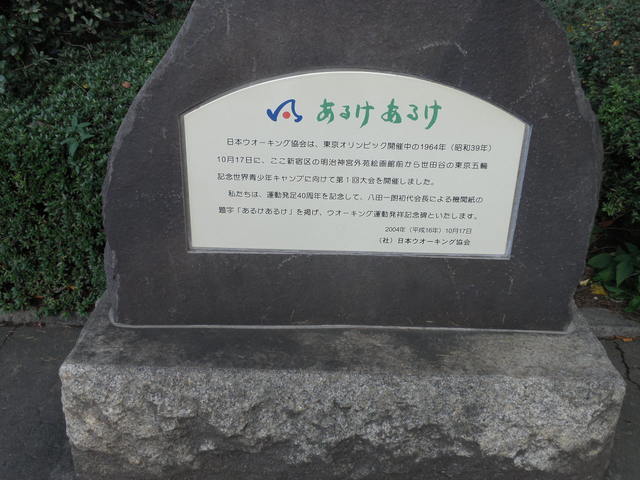 あるけあるけ
日本ウオーキング協会は、東京オリンピック開催中の1964年（昭和39年）
10月17日に、ここ新宿区の明治神宮外苑絵画館前から世田谷の東京五輪
記念世界青少年キャンプに向けて第1回大会を開催しました。
私たちは、運動発足40周年を記念して、八田一朗初代会長による機関紙の
題字「あるけあるけ」を掲げ、ウオーキング運動発祥記念碑といたします。
2004年（平成16年）10月17日
（社）日本ウオーキング協会